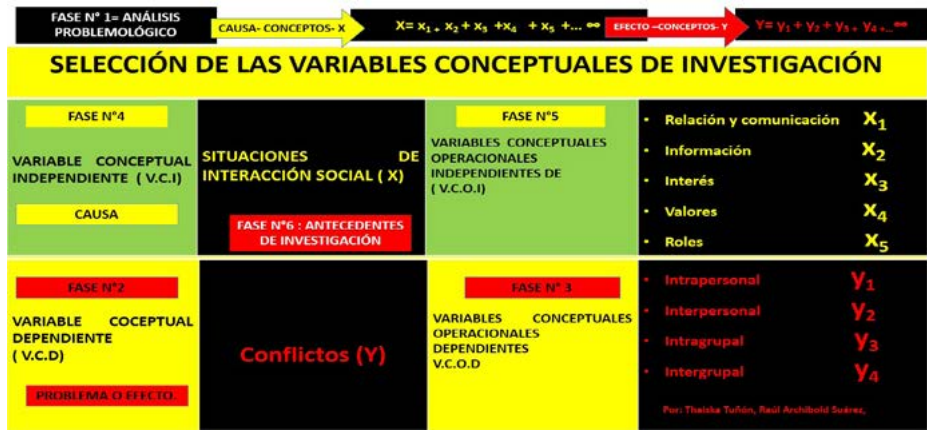 FASE N° 1= ANÁLISIS
PROBLEMOLÓGICO
CAUSA- CONCEPTOS- X
X= x₁ + x₂ + x₃ +x₄ + x₅ +... ∞
EFECTO –CONCEPTOS- Y
Y= y₁ + y₂ + y₃+ y₄ +... ∞
SELECCIÓN DE LAS VARIABLES CONCEPTUALES DE INVESTIGACIÓN
FASE N°4
VARIABLE CONCEPTUAL
INDEPENDIENTE ( V.C.I)
CAUSA
SITUACIONES DE
INTERACCIÓN SOCIAL ( X)
FASE N°6 : ANTECEDENTES
DE INVESTIGACIÓN
FASE N°5
VARIABLES CONCEPTUALES
OPERACIONALES
INDEPENDIENTES DE
( V.C.O.I)
• Relación y comunicación X₁
• Información X₂
• Interés X₃
• Valores X₄
• Roles X₅
FASE N°2
VARIABLE COCEPTUAL
DEPENDIENTE
( V.C.D)
PROBLEMA O EFECTO.
Conflictos (Y)
FASE N° 3
VARIABLES CONCEPTUALES
OPERACIONALES
DEPENDIENTES
V.C.O.D
• Intrapersonal y₁
• Interpersonal y₂
• Intragrupal y₃
• Intergrupal y₄
Por: Thaiska Tuñón, Raúl Archibold Suárez,